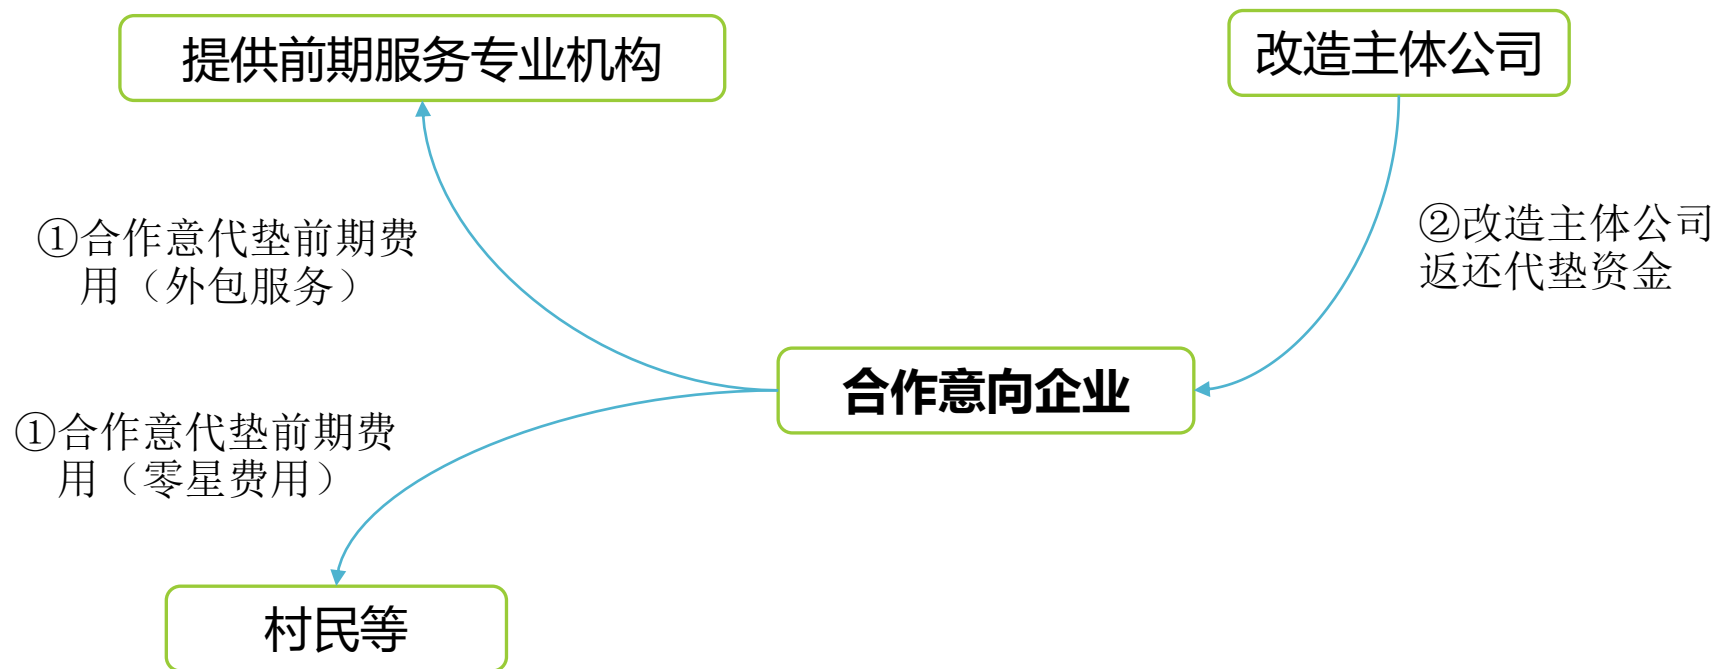 提供前期服务专业机构
改造主体公司
①合作意代垫前期费
用（外包服务）
②改造主体公司
返还代垫资金
合作意向企业
①合作意代垫前期费
用（零星费用）
村民等